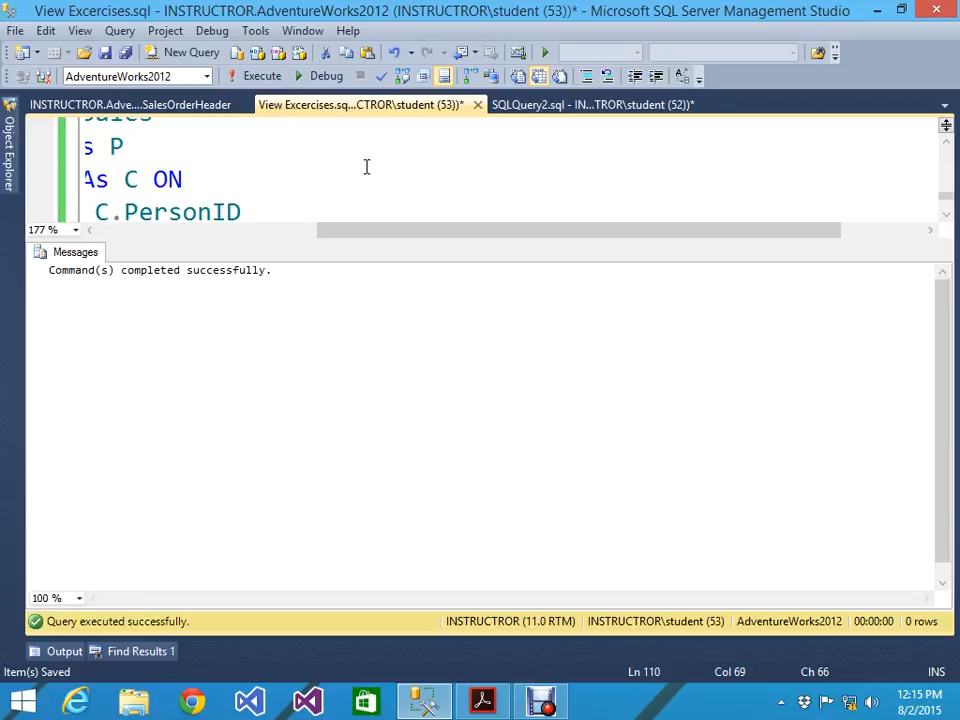 View Excercises.sql - INSTRUCTROR.AdventureWorks2012 (INSTRUCTROR\student (53))* - Microsoft SQL Server Management Studio
File Edit View Query Project Debug Tools Window Help
New Query
AdventureWorks2012 Execute Debug
INSTRUCTROR.Adve....SalesOrderHeader View Excercises.sq...CTROR\student (53))* SQLQuery2.sql - IN...TROR\student (52))*
Object Explorer
s P
As C ON
C.PersonID
177 %
Messages
Command(s) completed successfully.
100 %
Query executed successfully. INSTRUCTROR (11.0 RTM) INSTRUCTROR\student (53) AdventureWorks2012 00:00:00 0 rows
Output Find Results 1
Item(s) Saved Ln 110 Col 69 Ch 66 INS
12:15 PM
8/2/2015